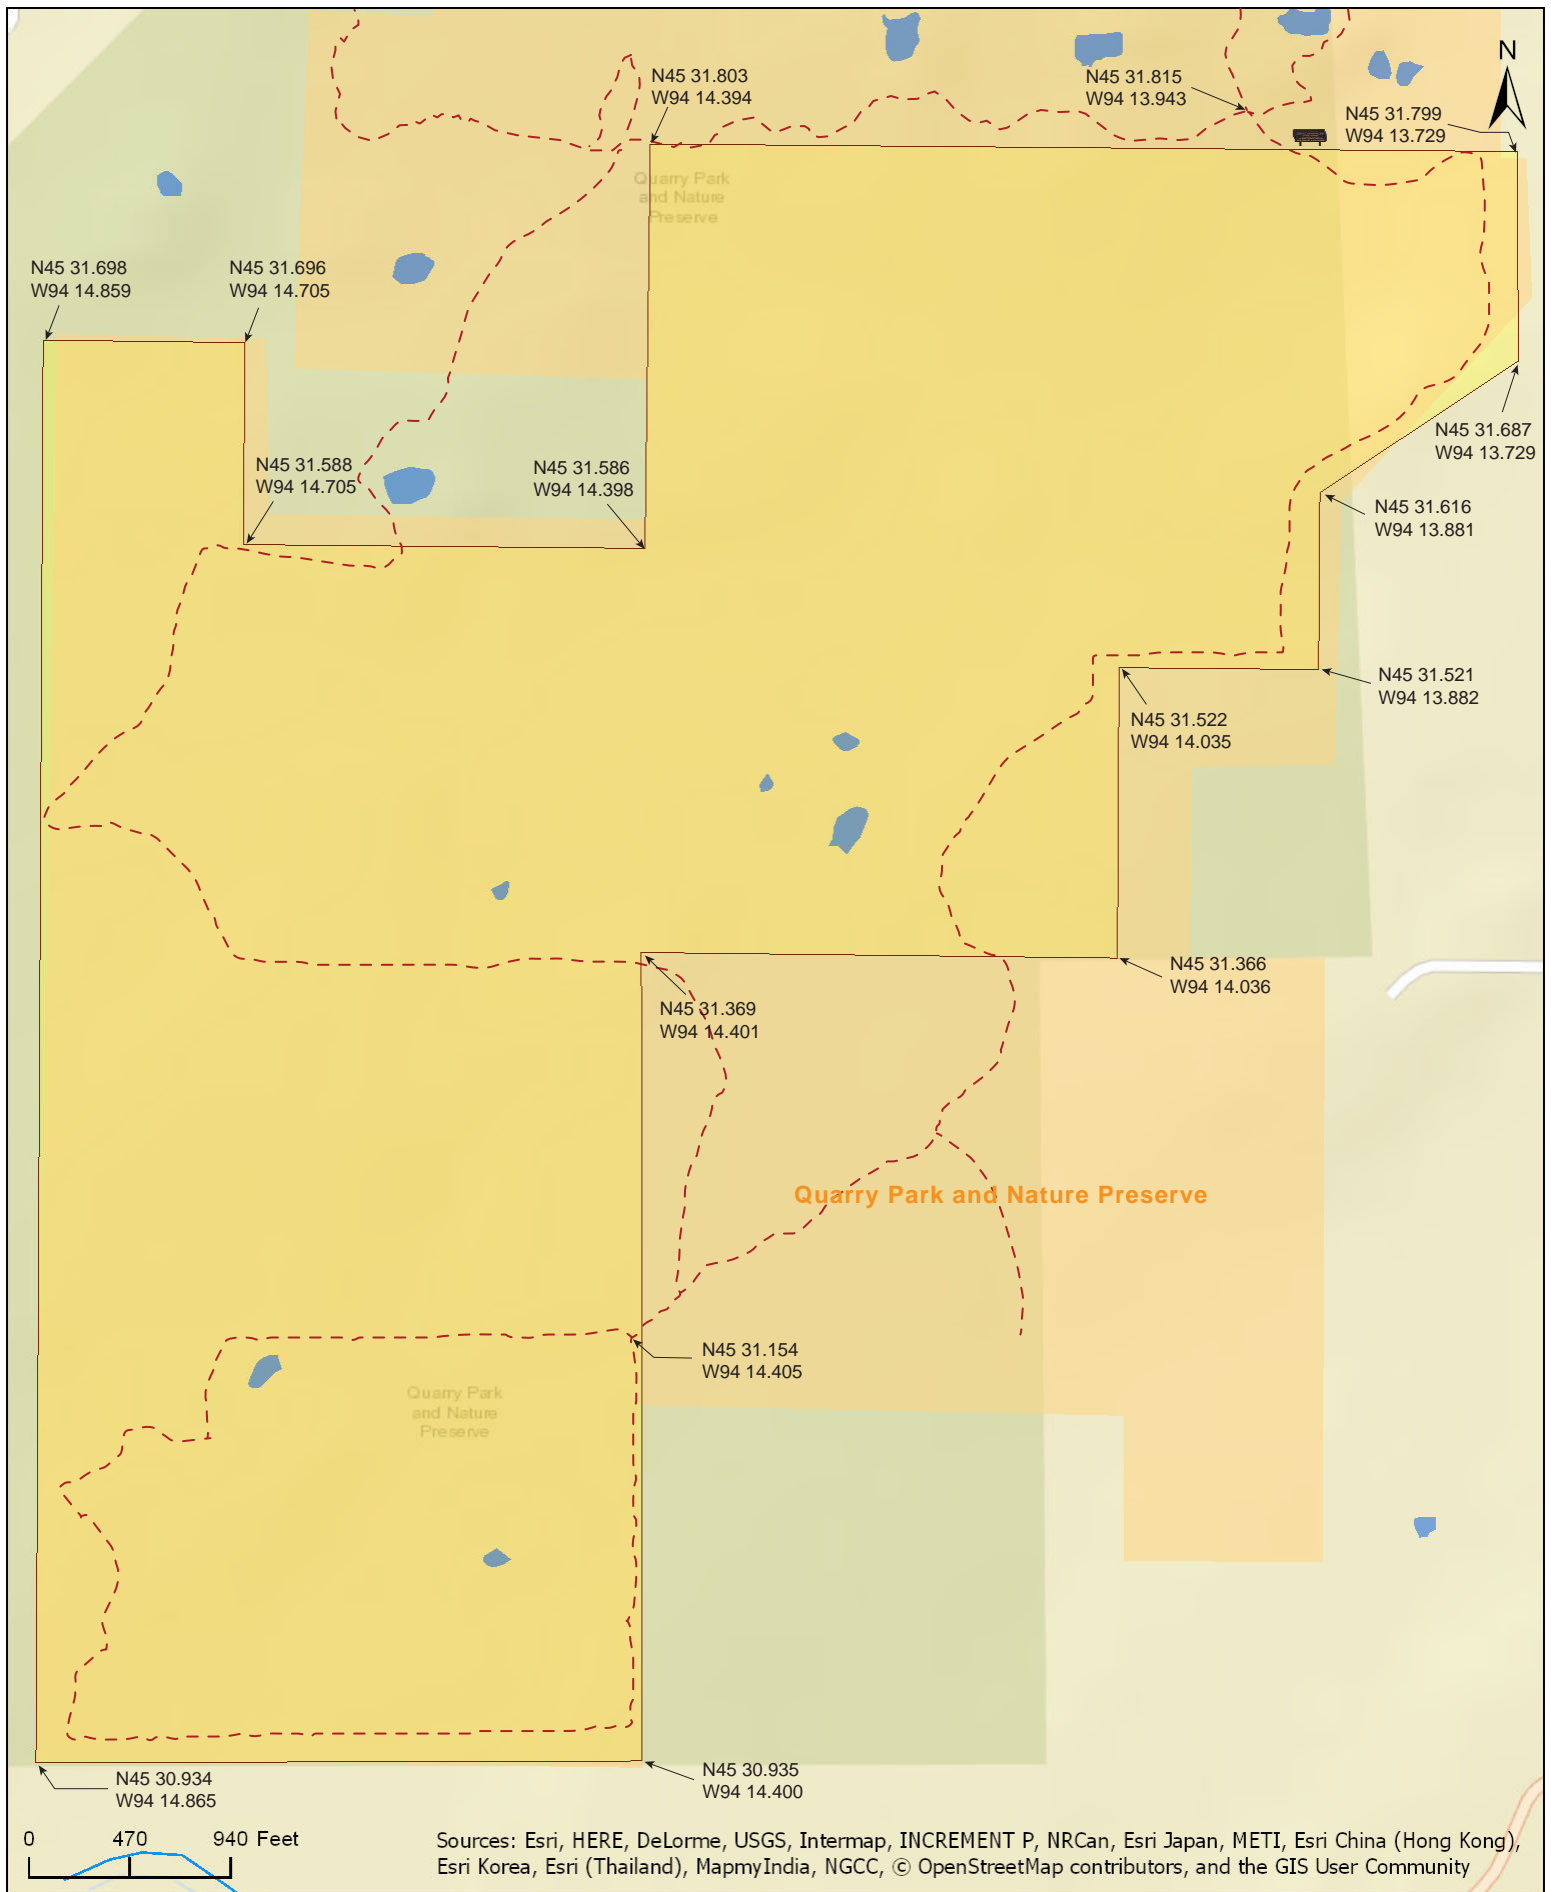 N
N45 31.803
W94 14.394
N45 31.815
W94 13.943
N45 31.799
W94 13.729
Quarry Park
and Nature
Preserve
N45 31.698
W94 14.859
N45 31.696
W94 14.705
N45 31.588
W94 14.705
N45 31.586
W94 14.398
N45 31.687
W94 13.729
N45 31.616
W94 13.881
N45 31.521
W94 13.882
N45 31.522
W94 14.035
N45 31.366
W94 14.036
N45 31.369
W94 14.401
Quarry Park and Nature Preserve
N45 31.154
W94 14.405
Quarry Park
and Nature
Preserve
N45 30.935
W94 14.400
N45 30.934
W94 14.865
0 470 940 Feet
Sources: Esri, HERE, DeLorme, USGS, Intermap, INCREMENT P, NRCan, Esri Japan, METI, Esri China (Hong Kong),
Esri Korea, Esri (Thailand), MapmyIndia, NGCC, © OpenStreetMap contributors, and the GIS User Community